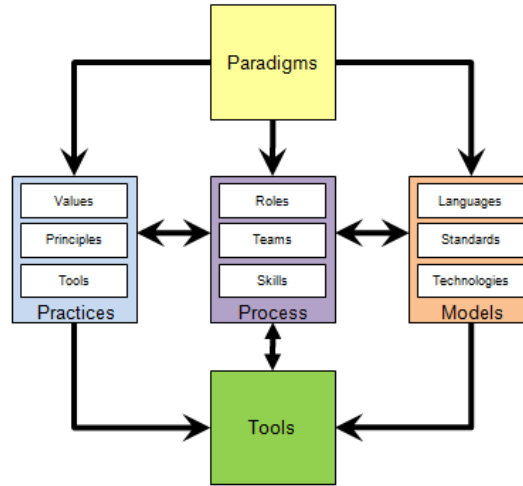 Paradigms
Values
Principles
Tools
Practices
Roles
Teams
Skills
Process
Languages
Standards
Technologies
Models
Tools